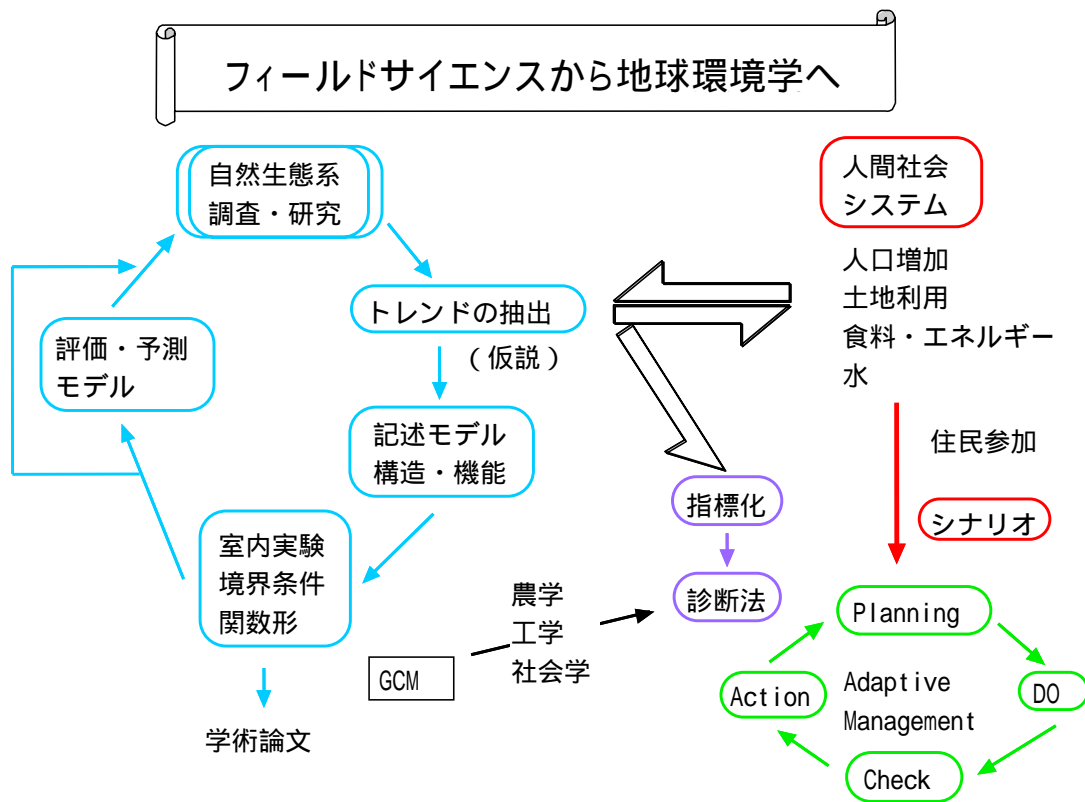 フィールドサイエンスから地球環境学へ
自然生態系
調査・研究
トレンドの抽出
(仮説)
記述モデル
構造・機能
室内実験
境界条件
関数形
学術論文
評価・予測
モデル
人間社会
システム
人口増加
土地利用
食料・エネルギー
水
住民参加
シナリオ
指標化
診断法
農学
工学
社会学
GCM
Planning
DO
Check
Action
Adaptive
Management